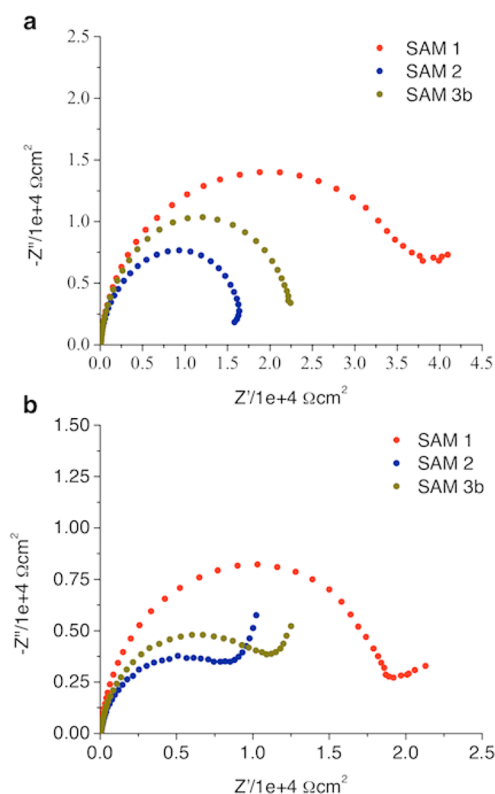 a
2.5
2.0
1.5
1.0
0.5
0.0
-Z"/1e+4 Ωcm²
SAM 1
SAM 2
SAM 3b
0.0 0.5 1.0 1.5 2.0 2.5 3.0 3.5 4.0 4.5
Z'/1e+4 Ωcm²
b
1.50
1.25
1.00
0.75
0.50
0.25
0.00
-Z"/1e+4 Ωcm²
SAM 1
SAM 2
SAM 3b
0.0 0.5 1.0 1.5 2.0 2.5
Z'/1e+4 Ωcm²